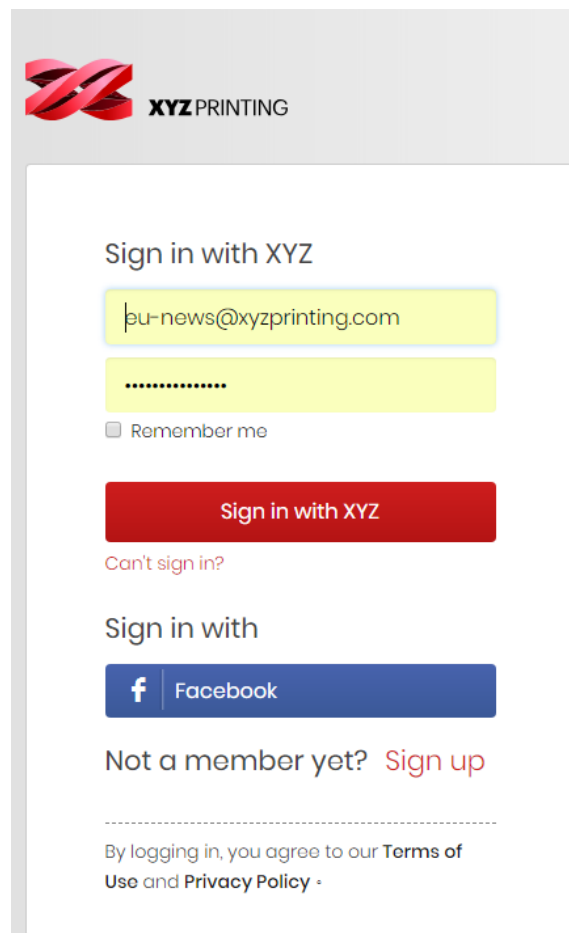 XYZPRINTING
Sign in with XYZ
eu-news@xyzprinting.com
•••••••••••••••
Remember me
Sign in with XYZ
Can't sign in?
Sign in with
f Facebook
Not a member yet? Sign up
By logging in, you agree to our Terms of
Use and Privacy Policy。